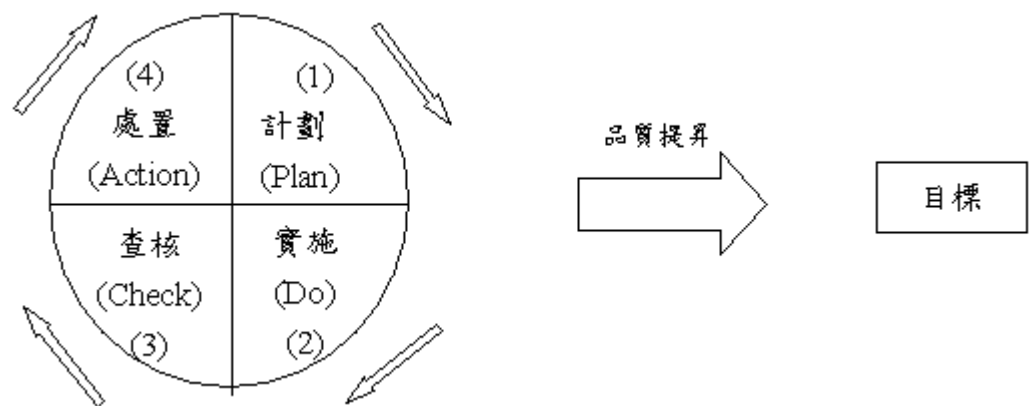 (4)
處置
(Action)
(1)
計劃
(Plan)
查核
(Check)
(3)
實施
(Do)
(2)
品質提昇
目標